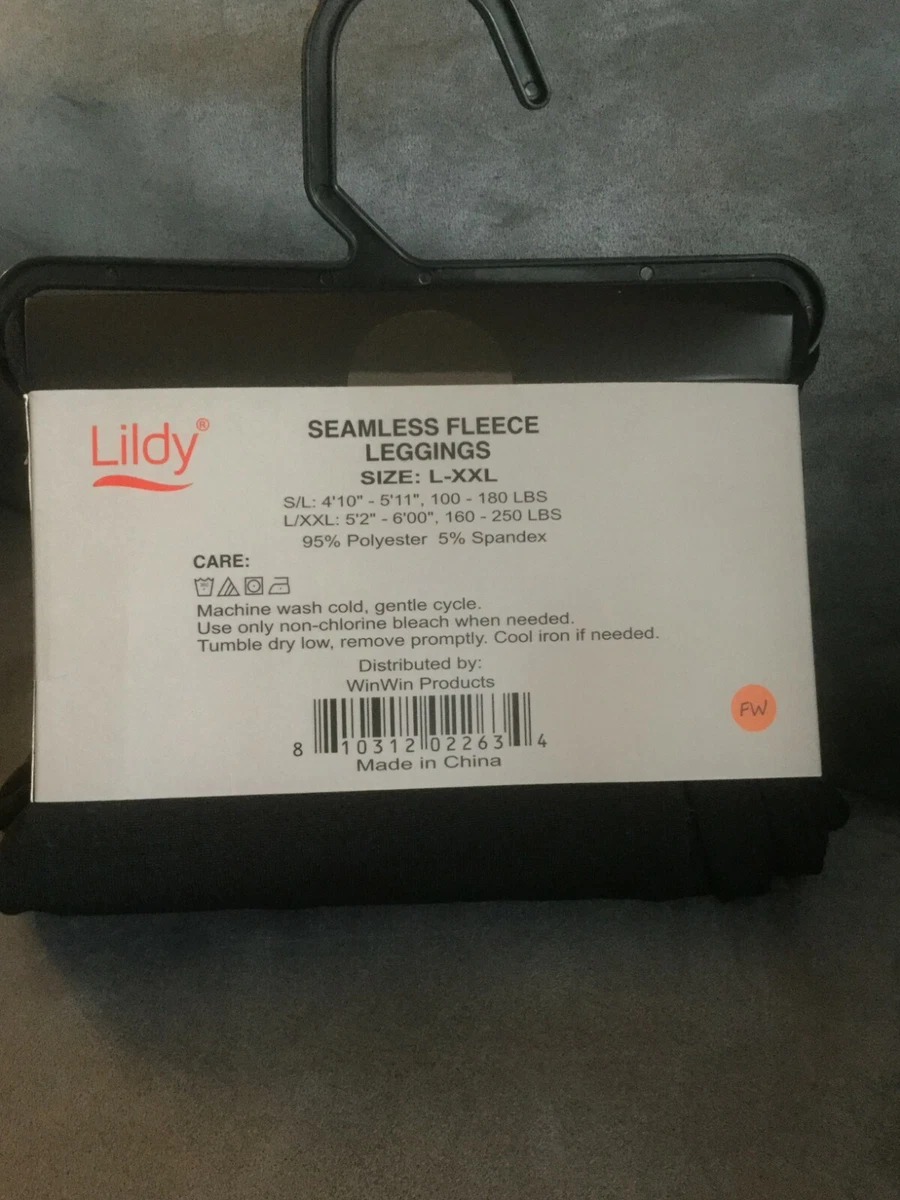 Lildy®
SEAMLESS FLEECE
LEGGINGS
SIZE: L-XXL
S/L: 4'10" - 5'11", 100 - 180 LBS
L/XXL: 5'2" - 6'00", 160 - 250 LBS
95% Polyester 5% Spandex
CARE:
Machine wash cold, gentle cycle.
Use only non-chlorine bleach when needed.
Tumble dry low, remove promptly. Cool iron if needed.
Distributed by:
WinWin Products
8 10312 02263 4
Made in China
FW